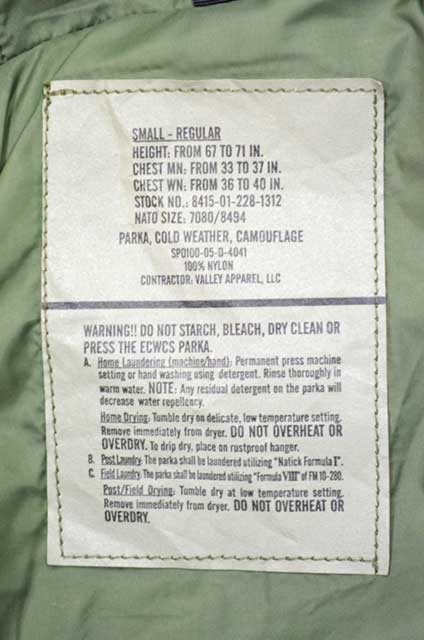 SMALL - REGULAR
HEIGHT: FROM 67 TO 71 IN.
CHEST MN: FROM 33 TO 37 IN.
CHEST WN: FROM 36 TO 40 IN.
STOCK NO.: 8415-01-228-1312
NATO SIZE: 7080/8494
PARKA, COLD WEATHER, CAMOUFLAGE
SPO100-05-D-4041
100% NYLON
CONTRACTOR: VALLEY APPAREL, LLC
WARNING!! DO NOT STARCH, BLEACH, DRY CLEAN OR
PRESS THE ECWCS PARKA.
A. Home Laundering (machine/hand): Permanent press machine
setting or hand washing using detergent. Rinse thoroughly in
warm water. NOTE: Any residual detergent on the parka will
decrease water repellency.
Home Drying: Tumble dry on delicate, low temperature setting.
Remove immediately from dryer. DO NOT OVERHEAT OR
OVERDRY. To drip dry, place on rustproof hanger.
B. Post Laundry. The parka shall be laundered utilizing "Natick Formula I".
C. Field Laundry. The parka shall be laundered utilizing "Formula VIII" of FM 10-280.
Post/Field Drying: Tumble dry at low temperature setting.
Remove immediately from dryer. DO NOT OVERHEAT OR
OVERDRY.